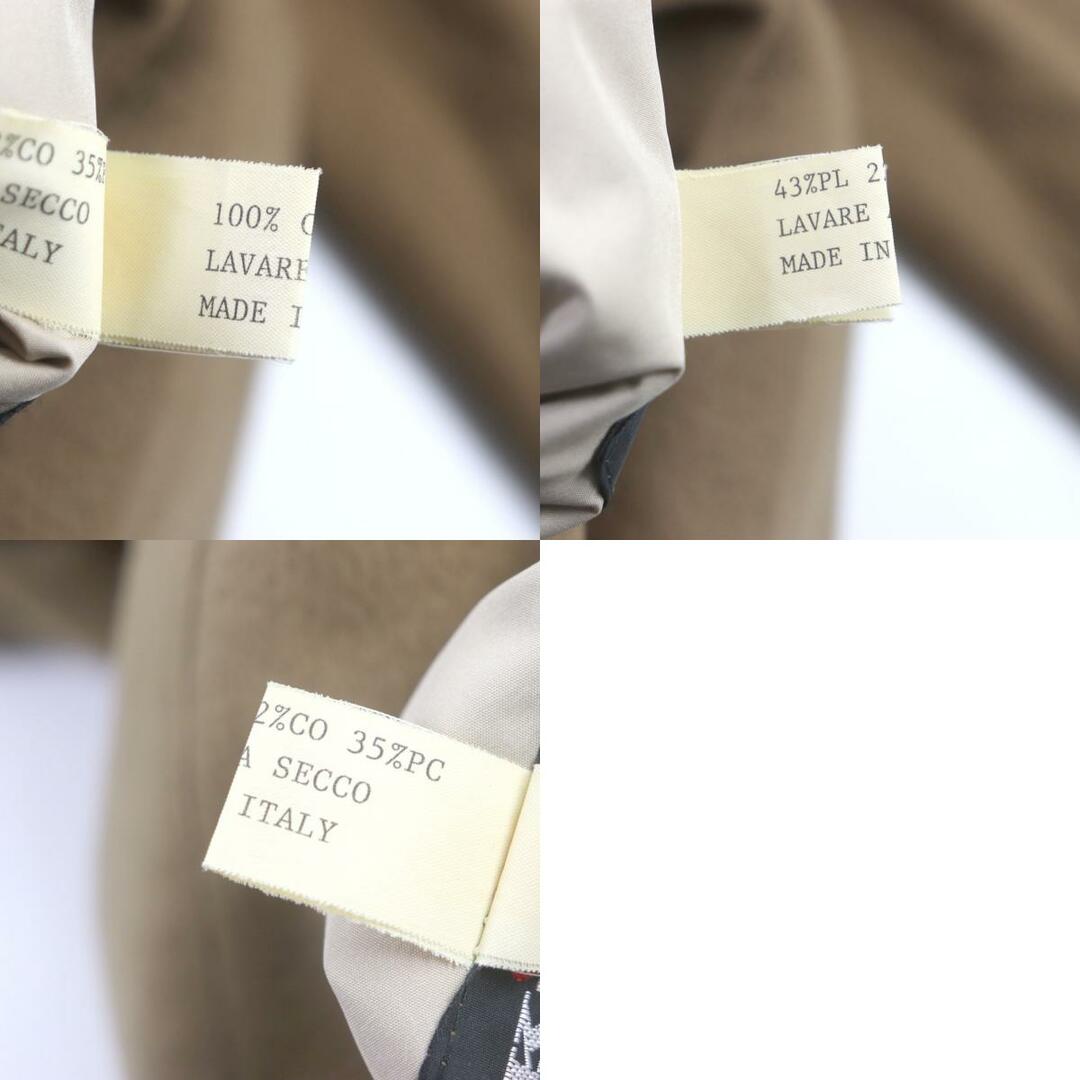 2%CO 35%
SECCO
TALY
100% C
LAVARE
MADE I
43%PL 2
LAVARE
MADE IN
2%CO 35%PC
A SECCO
ITALY